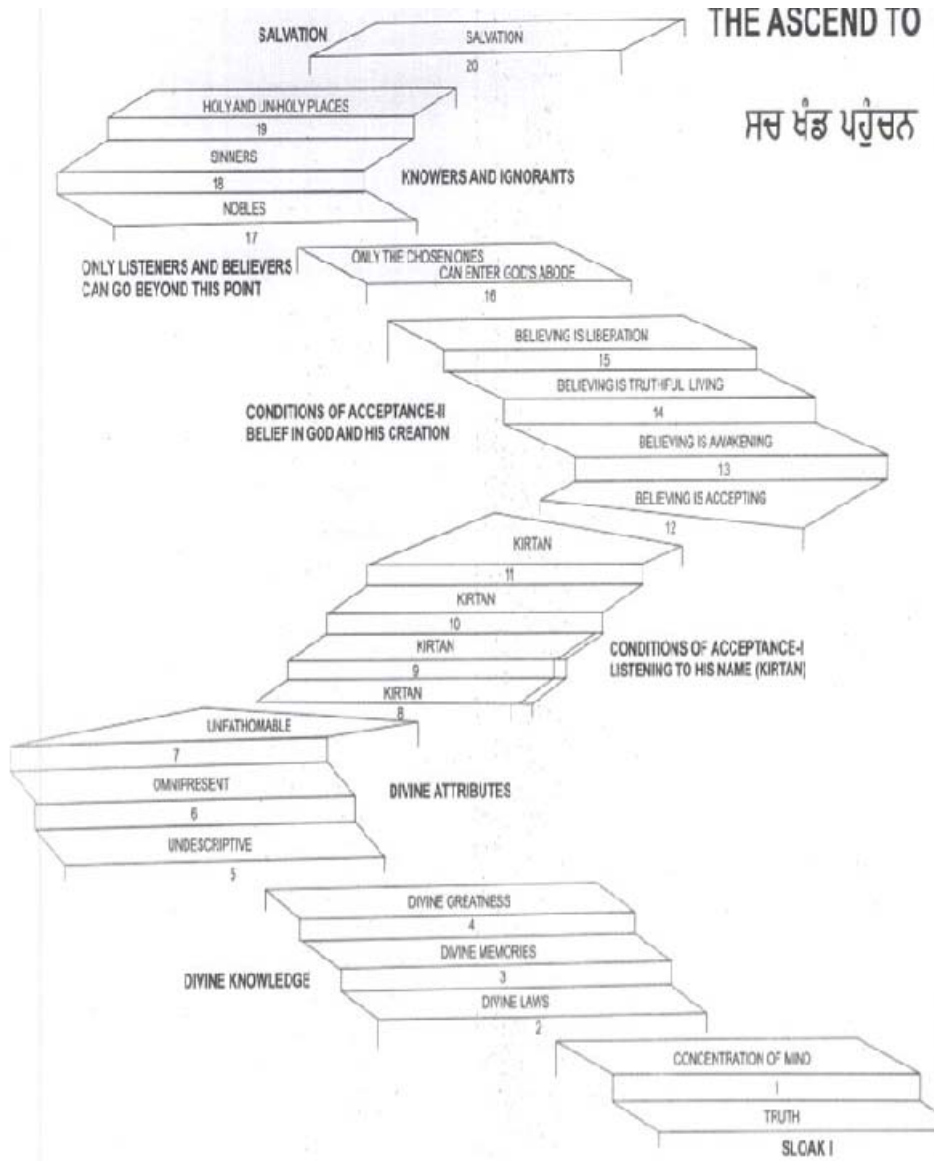 THE ASCEND TO
ਸਚ ਖੰਡ ਪਹੁੰਚਨ
SALVATION
SALVATION
20
HOLY AND UN-HOLY PLACES
19
SINNERS
18
KNOWERS AND IGNORANTS
NOBLES
17
ONLY LISTENERS AND BELIEVERS
CAN GO BEYOND THIS POINT
ONLY THE CHOSEN ONES
CAN ENTER GOD'S ABODE
16
BELIEVING IS LIBERATION
15
BELIEVING IS TRUTHFUL LIVING
14
CONDITIONS OF ACCEPTANCE-II
BELIEF IN GOD AND HIS CREATION
BELIEVING IS AWAKENING
13
BELIEVING IS ACCEPTING
12
KIRTAN
11
KIRTAN
10
KIRTAN
9
KIRTAN
8
CONDITIONS OF ACCEPTANCE-I
LISTENING TO HIS NAME (KIRTAN)
UNFATHOMABLE
7
OMNIPRESENT
6
DIVINE ATTRIBUTES
UNDESCRIPTIVE
5
DIVINE GREATNESS
4
DIVINE MEMORIES
3
DIVINE KNOWLEDGE
DIVINE LAWS
2
CONCENTRATION OF MIND
1
TRUTH
SLOAK I